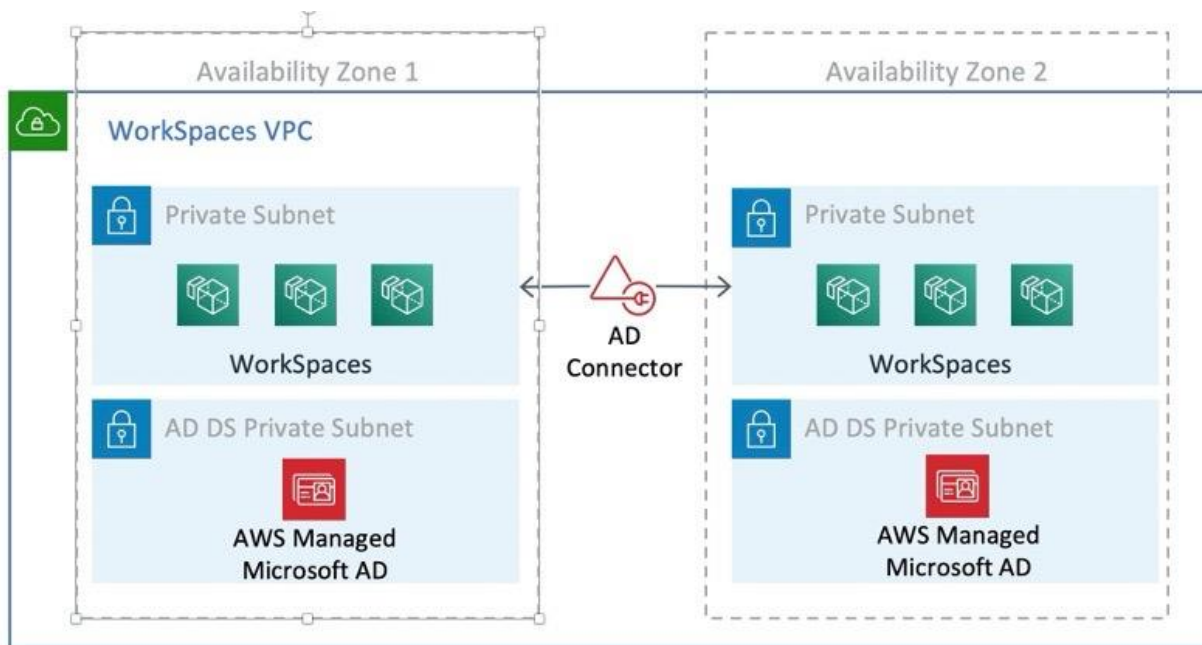 Availability Zone 1
Availability Zone 2
WorkSpaces VPC
Private Subnet
Private Subnet
WorkSpaces
AD
Connector
WorkSpaces
AD DS Private Subnet
AD DS Private Subnet
AWS Managed
Microsoft AD
AWS Managed
Microsoft AD